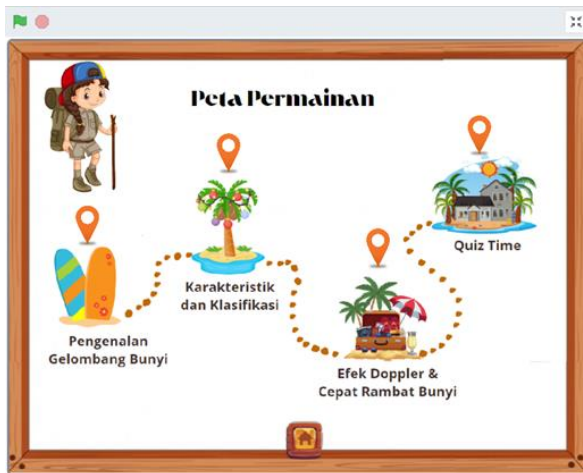 Peta Permainan
Pengenalan
Gelombang Bunyi
Karakteristik
dan Klasifikasi
Efek Doppler &
Cepat Rambat Bunyi
Quiz Time